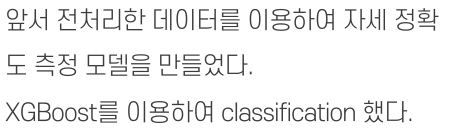 앞서 전처리한 데이터를 이용하여 자세 정확
도 측정 모델을 만들었다.
XGBoost를 이용하여 classification 했다.